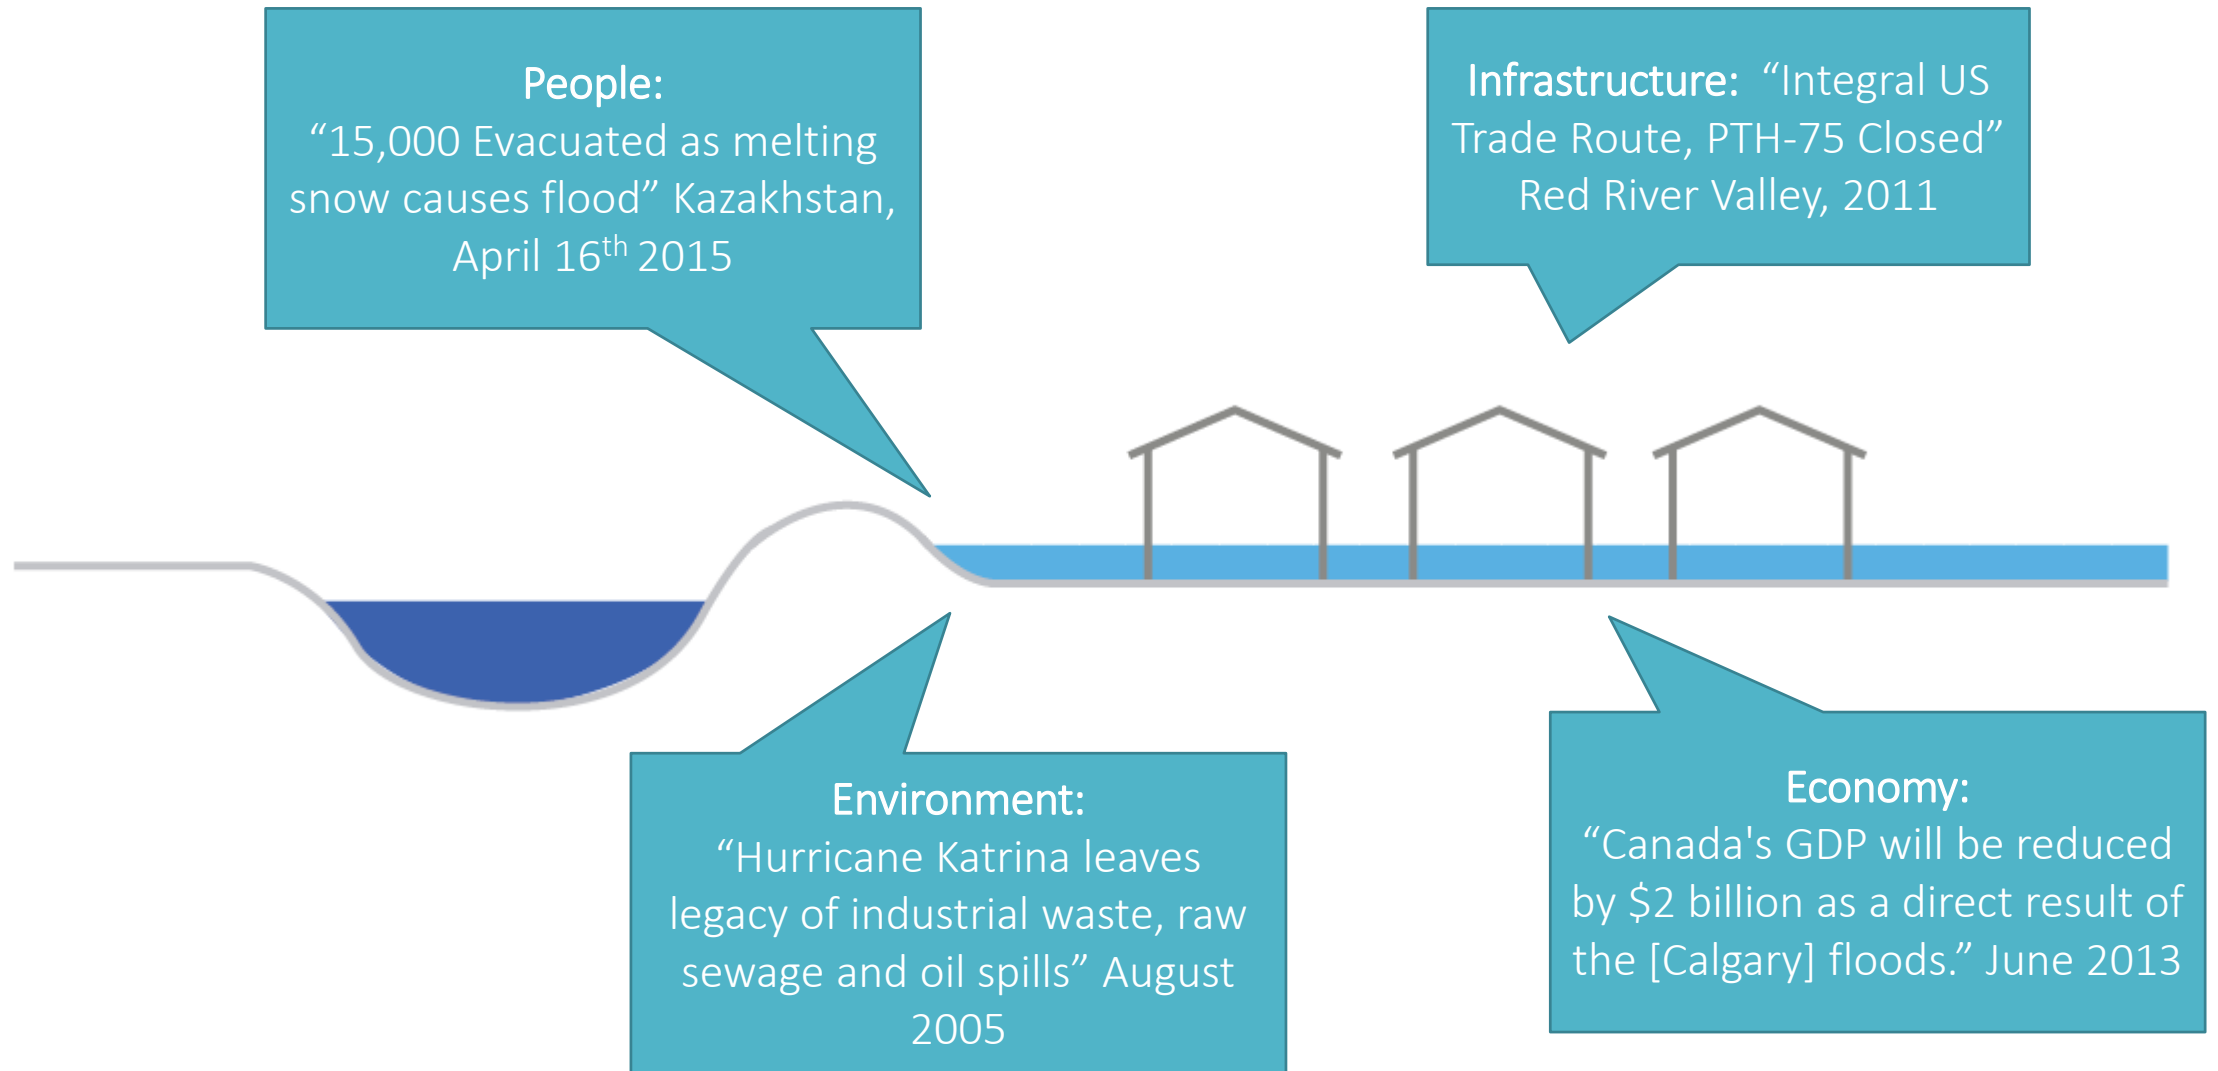 People:
“15,000 Evacuated as melting
snow causes flood” Kazakhstan,
April 16th 2015
Infrastructure: “Integral US
Trade Route, PTH-75 Closed”
Red River Valley, 2011
Environment:
“Hurricane Katrina leaves
legacy of industrial waste, raw
sewage and oil spills” August
2005
Economy:
“Canada's GDP will be reduced
by $2 billion as a direct result of
the [Calgary] floods.” June 2013